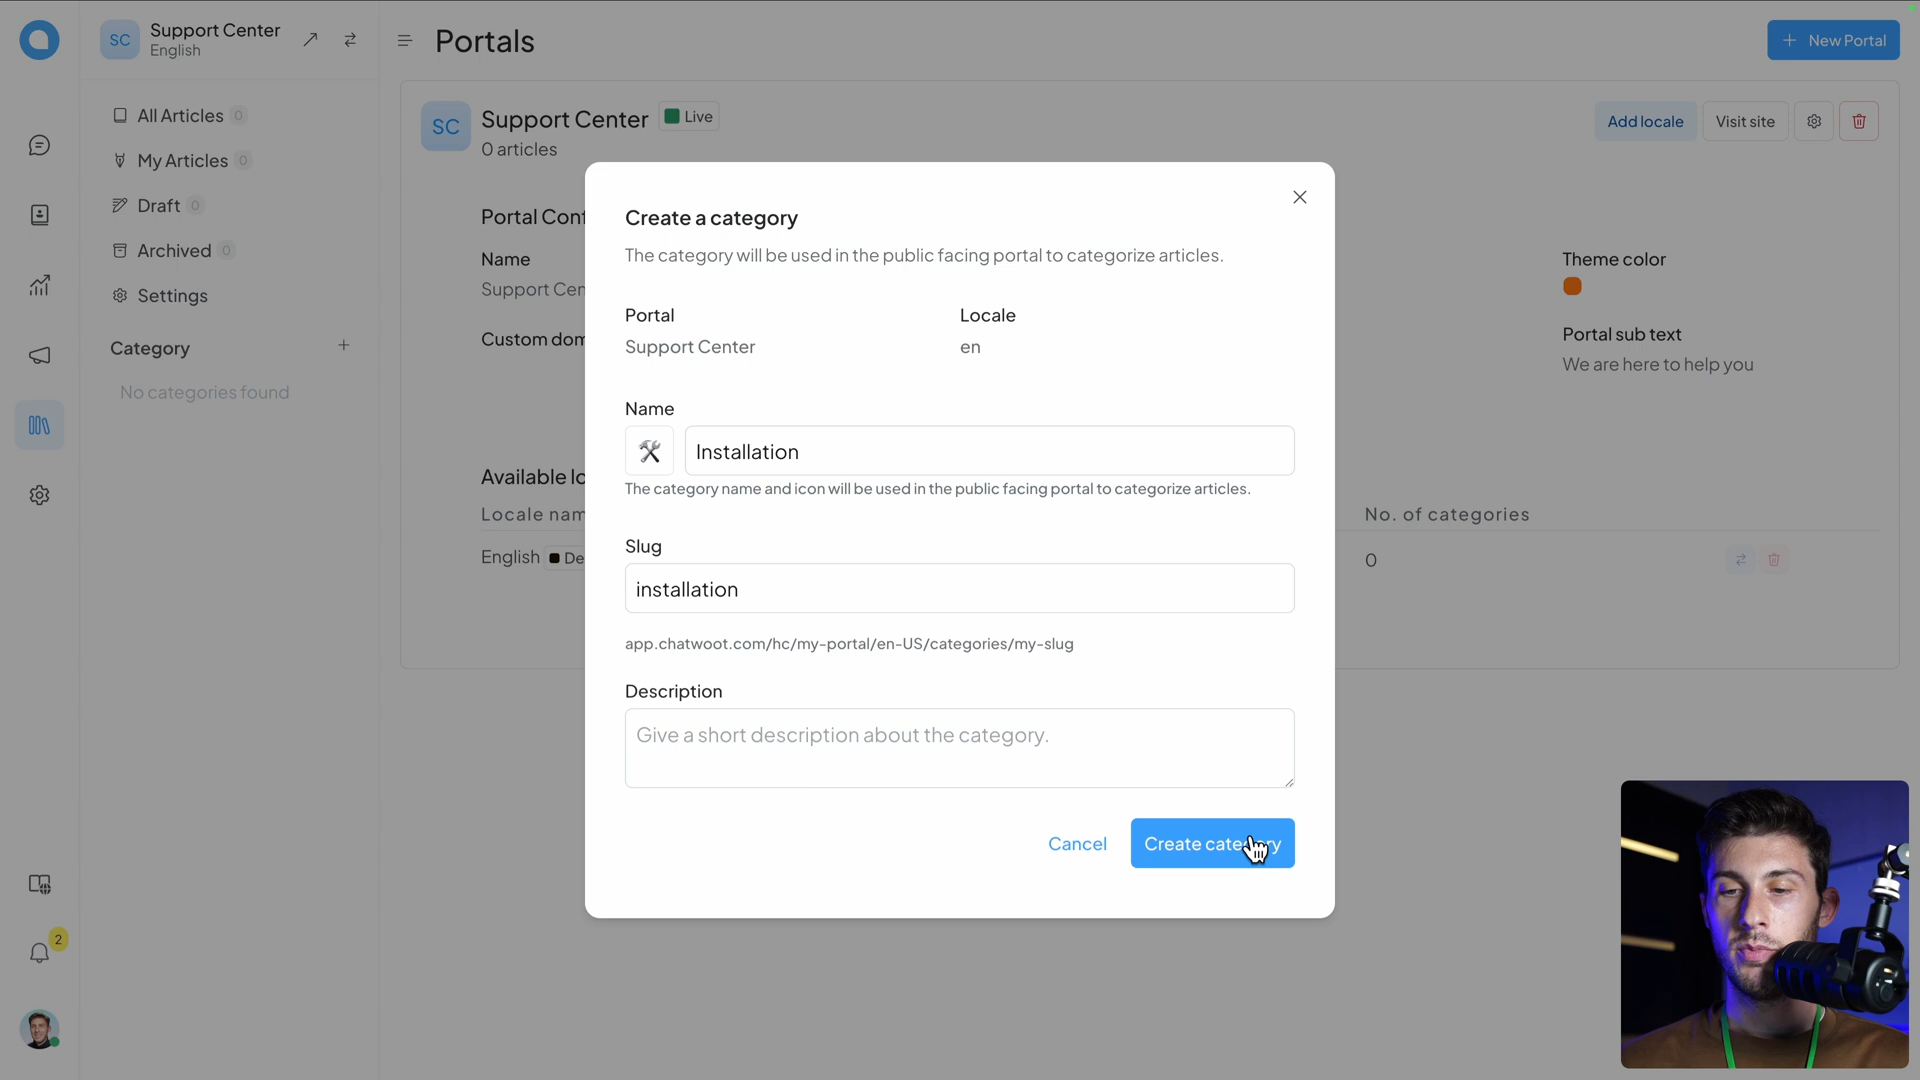 SC
Support Center
English
All Articles 0
My Articles 0
Draft 0
Archived 0
Settings
Category
No categories found
2
Portals
New Portal
SC
Support Center
Live
0 articles
Add locale
Visit site
Portal Conf
Name
Support Cen
Custom dom
Theme color
Portal sub text
We are here to help you
Available lo
Locale nam
No. of categories
English
De
0
Create a category
The category will be used in the public facing portal to categorize articles.
Portal
Locale
Support Center
en
Name
Installation
The category name and icon will be used in the public facing portal to categorize articles.
Slug
installation
app.chatwoot.com/hc/my-portal/en-US/categories/my-slug
Description
Give a short description about the category.
Cancel
Create category